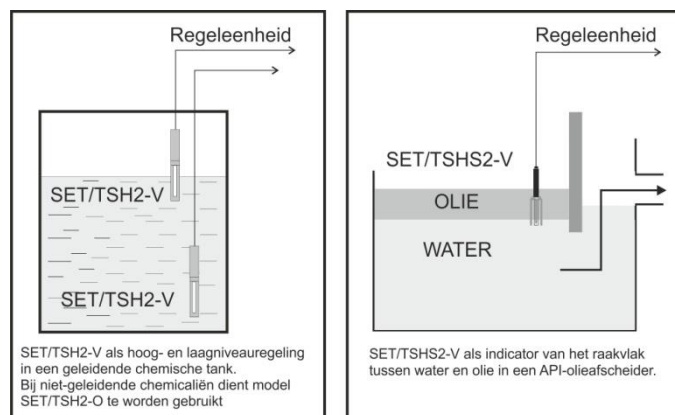 Regeleenheid
SET/TSH2-V
SET/TSH2-V
SET/TSH2-V als hoog- en laagniveauregeling
in een geleidende chemische tank.
Bij niet-geleidende chemicaliën dient model
SET/TSH2-O te worden gebruikt
Regeleenheid
SET/TSHS2-V
OLIE
WATER
SET/TSHS2-V als indicator van het raakvlak
tussen water en olie in een API-olieafscheider.